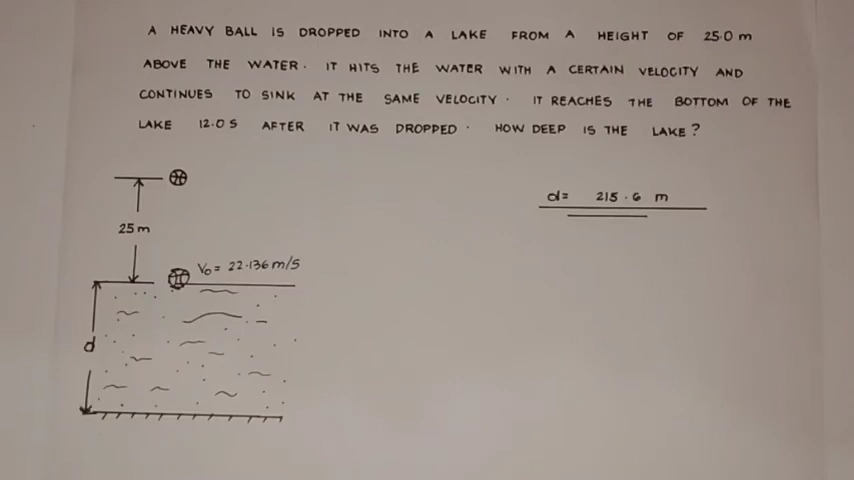 A HEAVY BALL IS DROPPED INTO A LAKE FROM A HEIGHT OF 25.0 m
ABOVE THE WATER. IT HITS THE WATER WITH A CERTAIN VELOCITY AND
CONTINUES TO SINK AT THE SAME VELOCITY. IT REACHES THE BOTTOM OF THE
LAKE 12.0 S AFTER IT WAS DROPPED. HOW DEEP IS THE LAKE?
d= 215.6 m
25 m
V₀ = 22.136 m/s
d